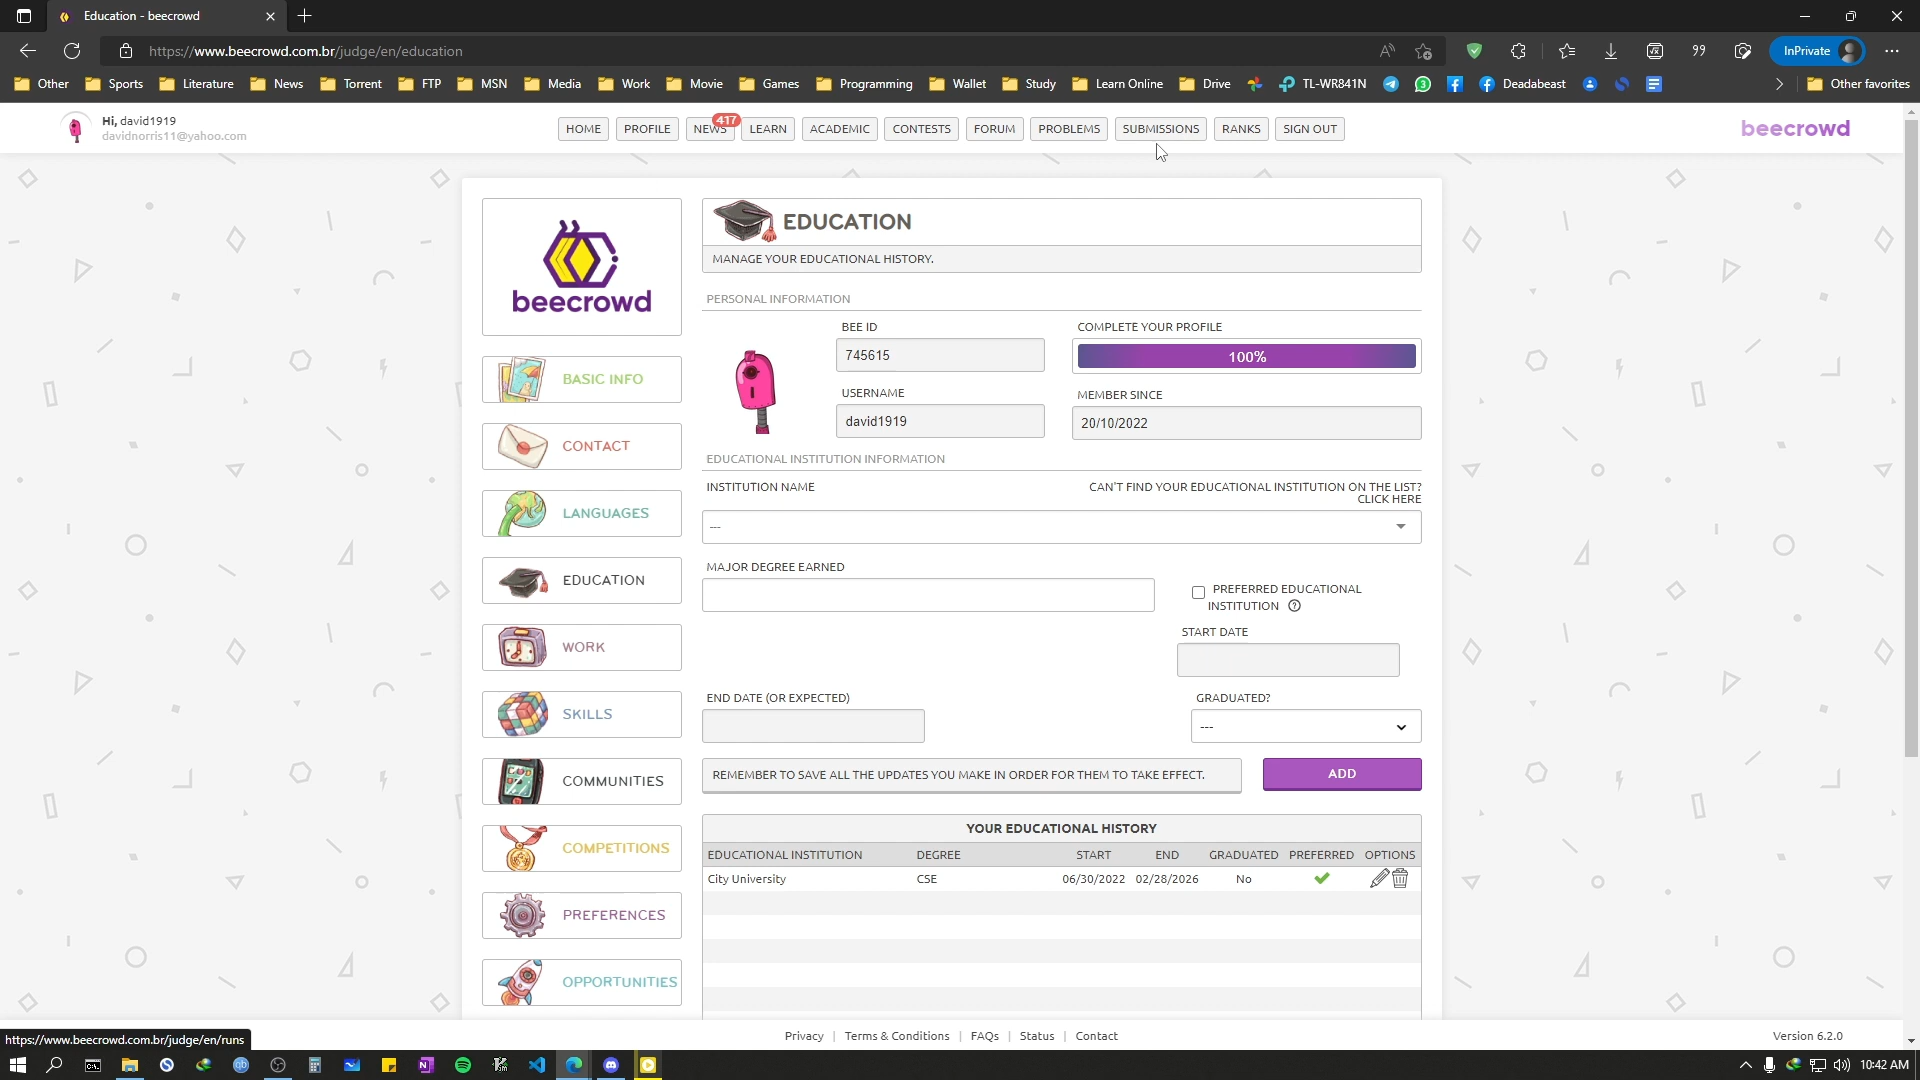 Education - beecrowd
https://www.beecrowd.com.br/judge/en/education
InPrivate
Other Sports Literature News Torrent FTP MSN Media Work Movie Games Programming Wallet Study Learn Online Drive TL-WR841N Deadabeast Other favorites
Hi, david1919
davidnorris11@yahoo.com
HOME PROFILE NEWS 417 LEARN ACADEMIC CONTESTS FORUM PROBLEMS SUBMISSIONS RANKS SIGN OUT
beecrowd
beecrowd
BASIC INFO
CONTACT
LANGUAGES
EDUCATION
WORK
SKILLS
COMMUNITIES
COMPETITIONS
PREFERENCES
OPPORTUNITIES
EDUCATION
MANAGE YOUR EDUCATIONAL HISTORY.
PERSONAL INFORMATION
BEE ID
745615
COMPLETE YOUR PROFILE
100%
USERNAME
david1919
MEMBER SINCE
20/10/2022
EDUCATIONAL INSTITUTION INFORMATION
INSTITUTION NAME
CAN'T FIND YOUR EDUCATIONAL INSTITUTION ON THE LIST?
CLICK HERE
---
MAJOR DEGREE EARNED
PREFERRED EDUCATIONAL
INSTITUTION ?
START DATE
END DATE (OR EXPECTED)
GRADUATED?
---
REMEMBER TO SAVE ALL THE UPDATES YOU MAKE IN ORDER FOR THEM TO TAKE EFFECT.
ADD
YOUR EDUCATIONAL HISTORY
EDUCATIONAL INSTITUTION DEGREE START END GRADUATED PREFERRED OPTIONS
City University CSE 06/30/2022 02/28/2026 No
Privacy | Terms & Conditions | FAQs | Status | Contact
Version 6.2.0
https://www.beecrowd.com.br/judge/en/runs
10:42 AM